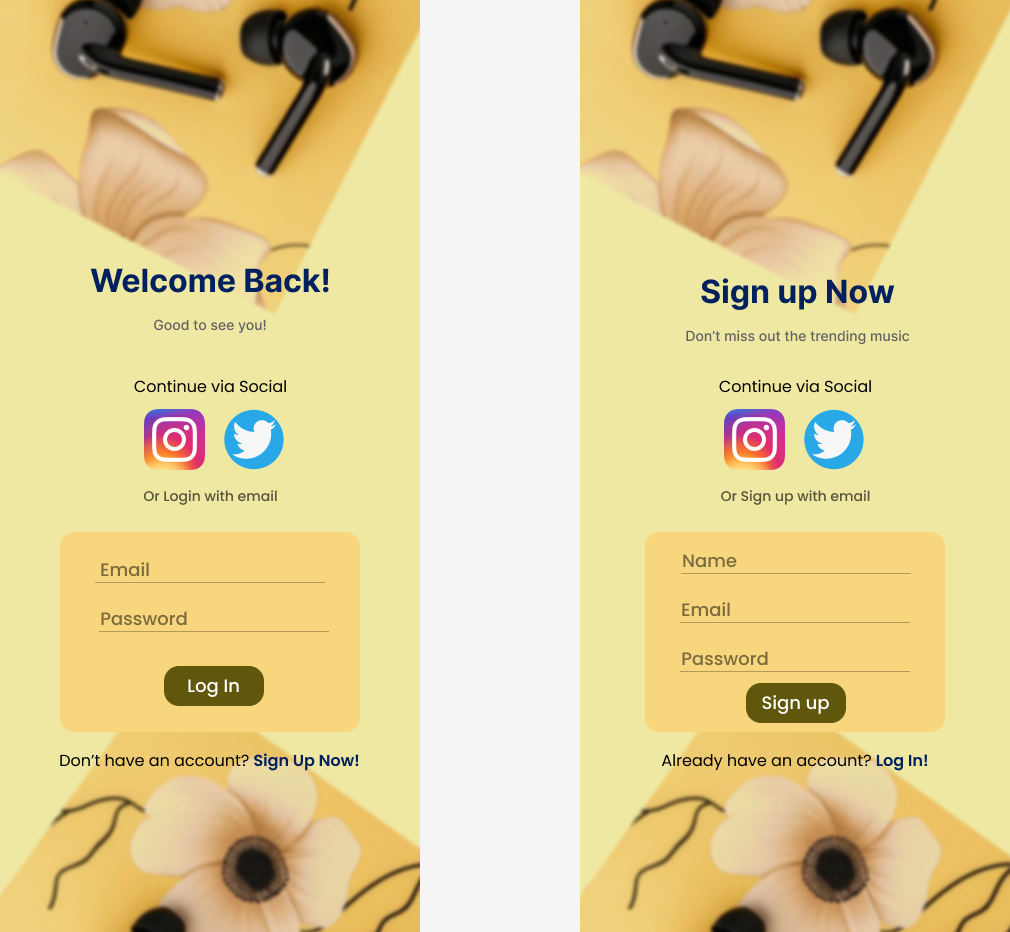 Welcome Back!
Good to see you!
Continue via Social
Or Login with email
Email
Password
Log In
Don't have an account? Sign Up Now!
Sign up Now
Don't miss out the trending music
Continue via Social
Or Sign up with email
Name
Email
Password
Sign up
Already have an account? Log In!